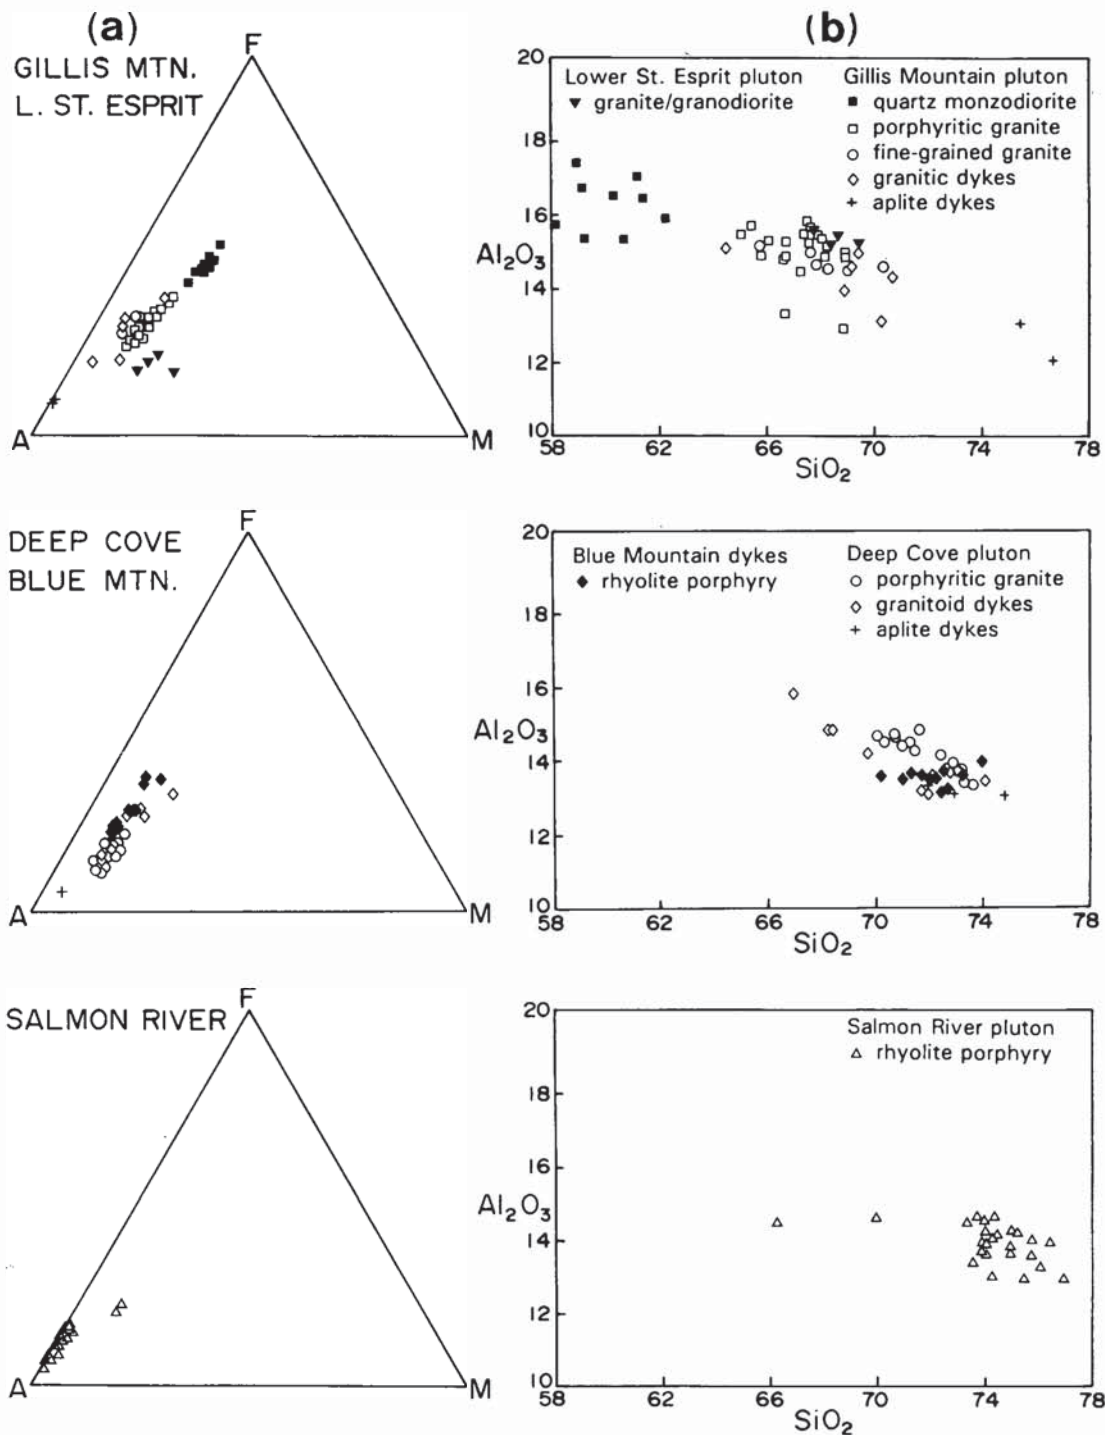 (a)
GILLIS MTN.
L. ST. ESPRIT
F
A
M
(b)
20
18
16
Al₂O₃
14
12
10
58
62
66
70
74
78
SiO₂
Lower St. Esprit pluton
granite/granodiorite
Gillis Mountain pluton
quartz monzodiorite
porphyritic granite
fine-grained granite
granitic dykes
aplite dykes
DEEP COVE
BLUE MTN.
F
A
M
20
18
16
Al₂O₃
14
12
10
58
62
66
70
74
78
SiO₂
Blue Mountain dykes
rhyolite porphyry
Deep Cove pluton
porphyritic granite
granitoid dykes
aplite dykes
SALMON RIVER
F
A
M
20
18
16
Al₂O₃
14
12
10
58
62
66
70
74
78
SiO₂
Salmon River pluton
rhyolite porphyry